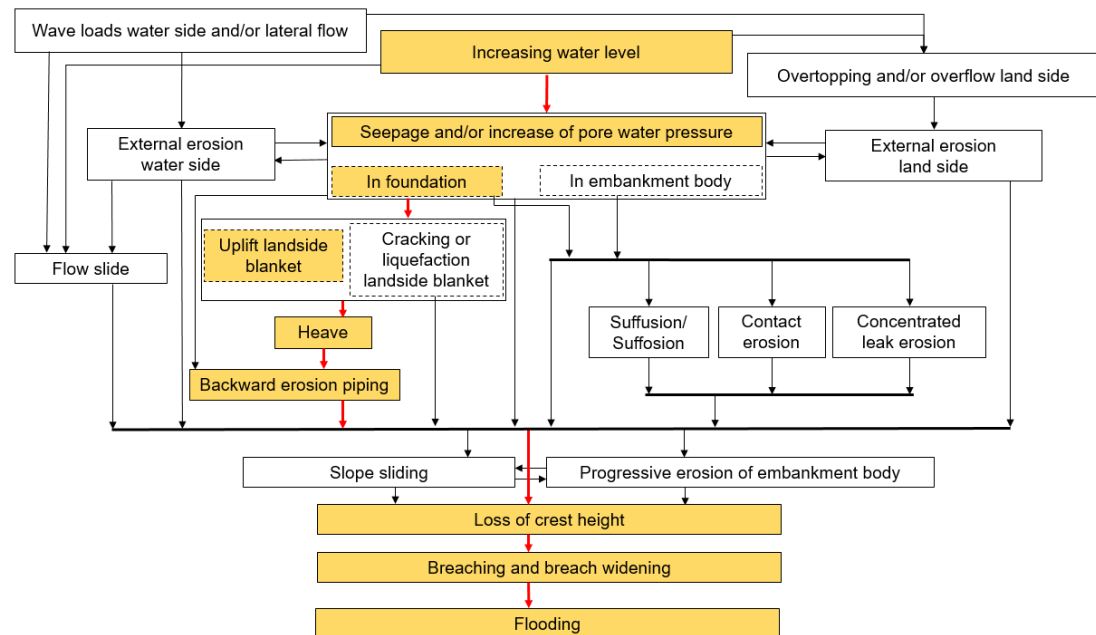 Wave loads water side and/or lateral flow
Increasing water level
Overtopping and/or overflow land side
Seepage and/or increase of pore water pressure
External erosion
water side
External erosion
land side
In foundation
In embankment body
Uplift landside
blanket
Cracking or
liquefaction
landside blanket
Flow slide
Heave
Suffusion/
Suffosion
Contact
erosion
Concentrated
leak erosion
Backward erosion piping
Slope sliding
Progressive erosion of embankment body
Loss of crest height
Breaching and breach widening
Flooding